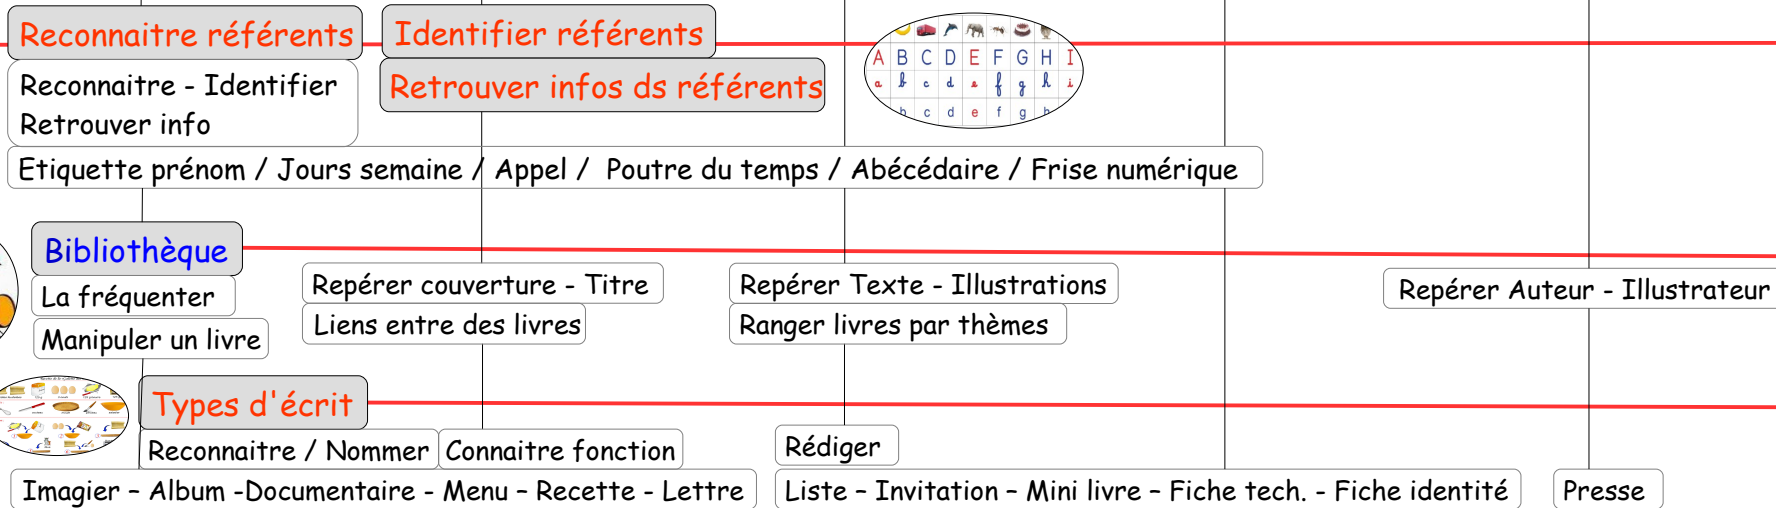 Reconnaitre référents
Identifier référents
Reconnaitre - Identifier
Retrouver info
Retrouver infos ds référents
A B C D E F G H I
a b c d e f g h i
b c d e f g h
Etiquette prénom / Jours semaine / Appel / Poutre du temps / Abécédaire / Frise numérique
Bibliothèque
La fréquenter
Manipuler un livre
Repérer couverture - Titre
Liens entre des livres
Repérer Texte - Illustrations
Ranger livres par thèmes
Repérer Auteur - Illustrateur
Types d'écrit
Reconnaitre / Nommer
Connaitre fonction
Rédiger
Imagier – Album -Documentaire - Menu – Recette - Lettre
Liste – Invitation – Mini livre – Fiche tech. - Fiche identité
Presse